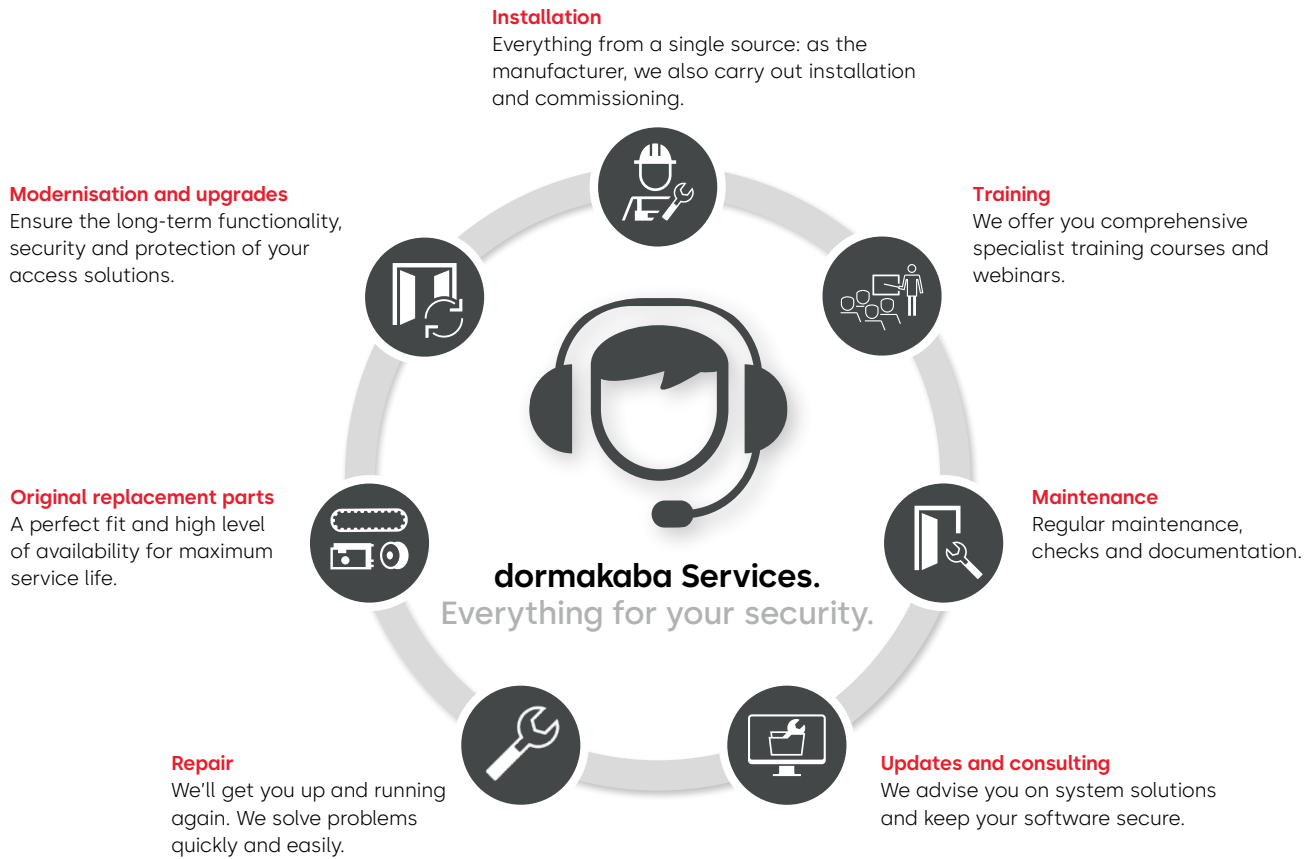 Installation
Everything from a single source: as the
manufacturer, we also carry out installation
and commissioning.
Modernisation and upgrades
Ensure the long-term functionality,
security and protection of your
access solutions.
Training
We offer you comprehensive
specialist training courses and
webinars.
Original replacement parts
A perfect fit and high level
of availability for maximum
service life.
Maintenance
Regular maintenance,
checks and documentation.
dormakaba Services.
Everything for your security.
Repair
We'll get you up and running
again. We solve problems
quickly and easily.
Updates and consulting
We advise you on system solutions
and keep your software secure.